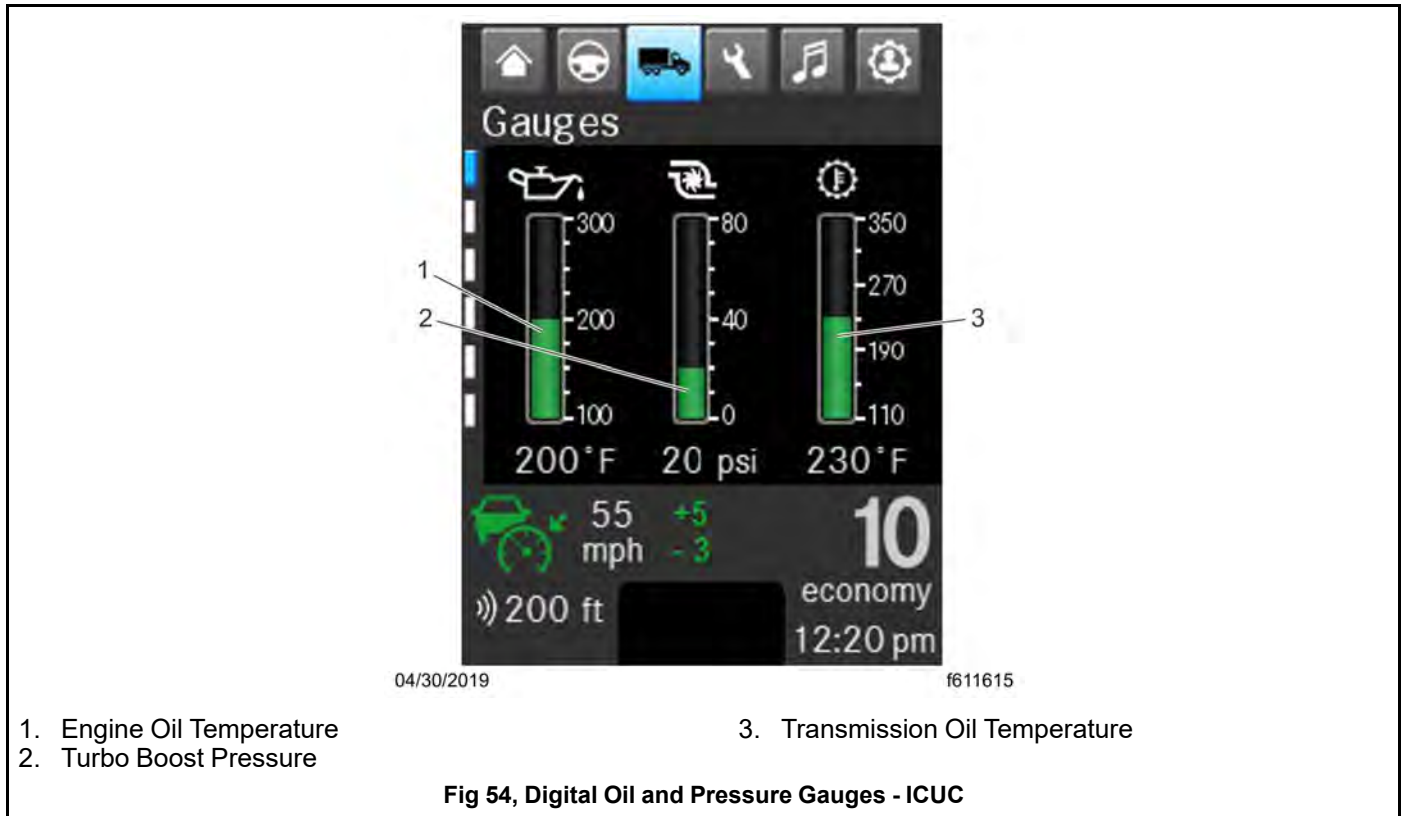 Gauges
300 80 350
270
1
2 200 40 3
190
100 0 110
200°F 20 psi 230°F
55 +5 10
mph - 3
economy
200 ft
12:20 pm
04/30/2019 f611615
1. Engine Oil Temperature
2. Turbo Boost Pressure
3. Transmission Oil Temperature
Fig 54, Digital Oil and Pressure Gauges - ICUC